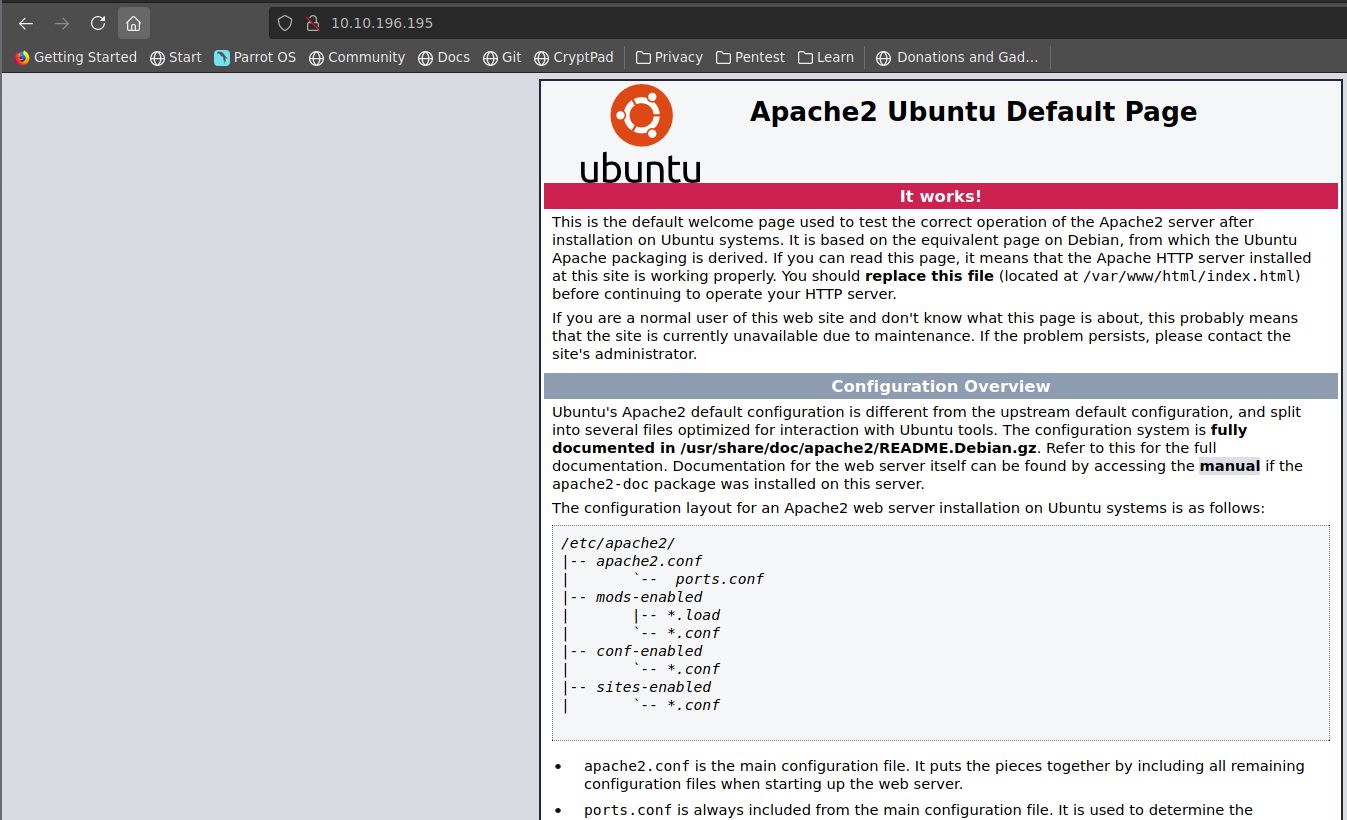 10.10.196.195
Getting Started Start Parrot OS Community Docs Git CryptPad Privacy Pentest Learn Donations and Gad...
ubuntu
Apache2 Ubuntu Default Page
It works!
This is the default welcome page used to test the correct operation of the Apache2 server after
installation on Ubuntu systems. It is based on the equivalent page on Debian, from which the Ubuntu
Apache packaging is derived. If you can read this page, it means that the Apache HTTP server installed
at this site is working properly. You should replace this file (located at /var/www/html/index.html)
before continuing to operate your HTTP server.
If you are a normal user of this web site and don't know what this page is about, this probably means
that the site is currently unavailable due to maintenance. If the problem persists, please contact the
site's administrator.
Configuration Overview
Ubuntu's Apache2 default configuration is different from the upstream default configuration, and split
into several files optimized for interaction with Ubuntu tools. The configuration system is fully
documented in /usr/share/doc/apache2/README.Debian.gz. Refer to this for the full
documentation. Documentation for the web server itself can be found by accessing the manual if the
apache2-doc package was installed on this server.
The configuration layout for an Apache2 web server installation on Ubuntu systems is as follows:
/etc/apache2/
|-- apache2.conf
|       `--  ports.conf
|-- mods-enabled
|       |-- *.load
|       `-- *.conf
|-- conf-enabled
|       `-- *.conf
|-- sites-enabled
|       `-- *.conf
• apache2.conf is the main configuration file. It puts the pieces together by including all remaining
configuration files when starting up the web server.
• ports.conf is always included from the main configuration file. It is used to determine the